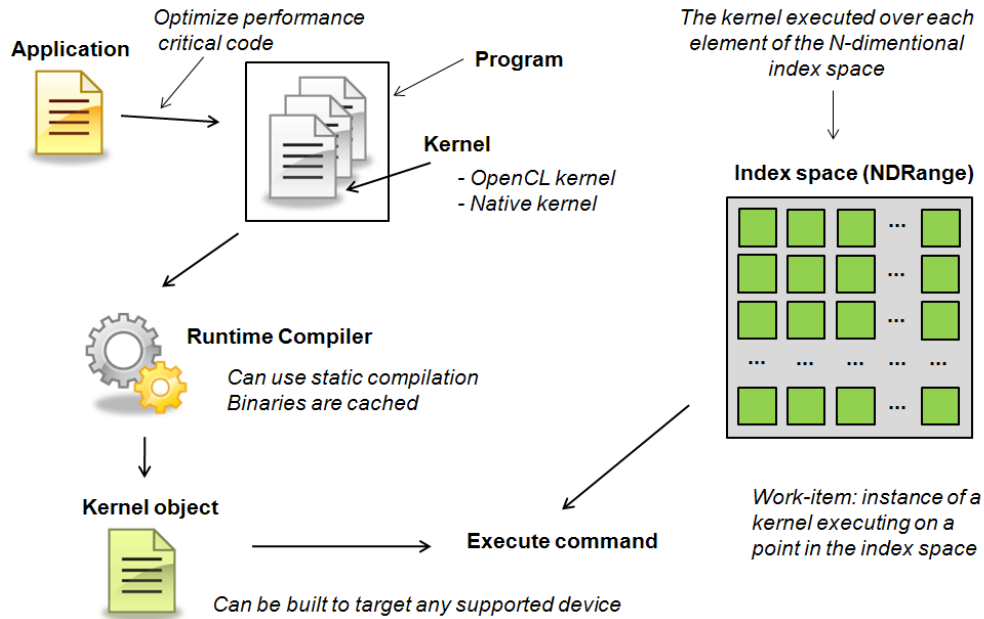 Optimize performance
critical code
Application
Program
Kernel
- OpenCL kernel
- Native kernel
The kernel executed over each
element of the N-dimentional
index space
Index space (NDRange)
...
...
...
... ... ... ... ...
...
Runtime Compiler
Can use static compilation
Binaries are cached
Kernel object
Execute command
Work-item: instance of a
kernel executing on a
point in the index space
Can be built to target any supported device